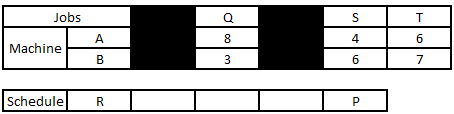 Jobs Q S T
Machine A 8 4 6
B 3 6 7
Schedule R P